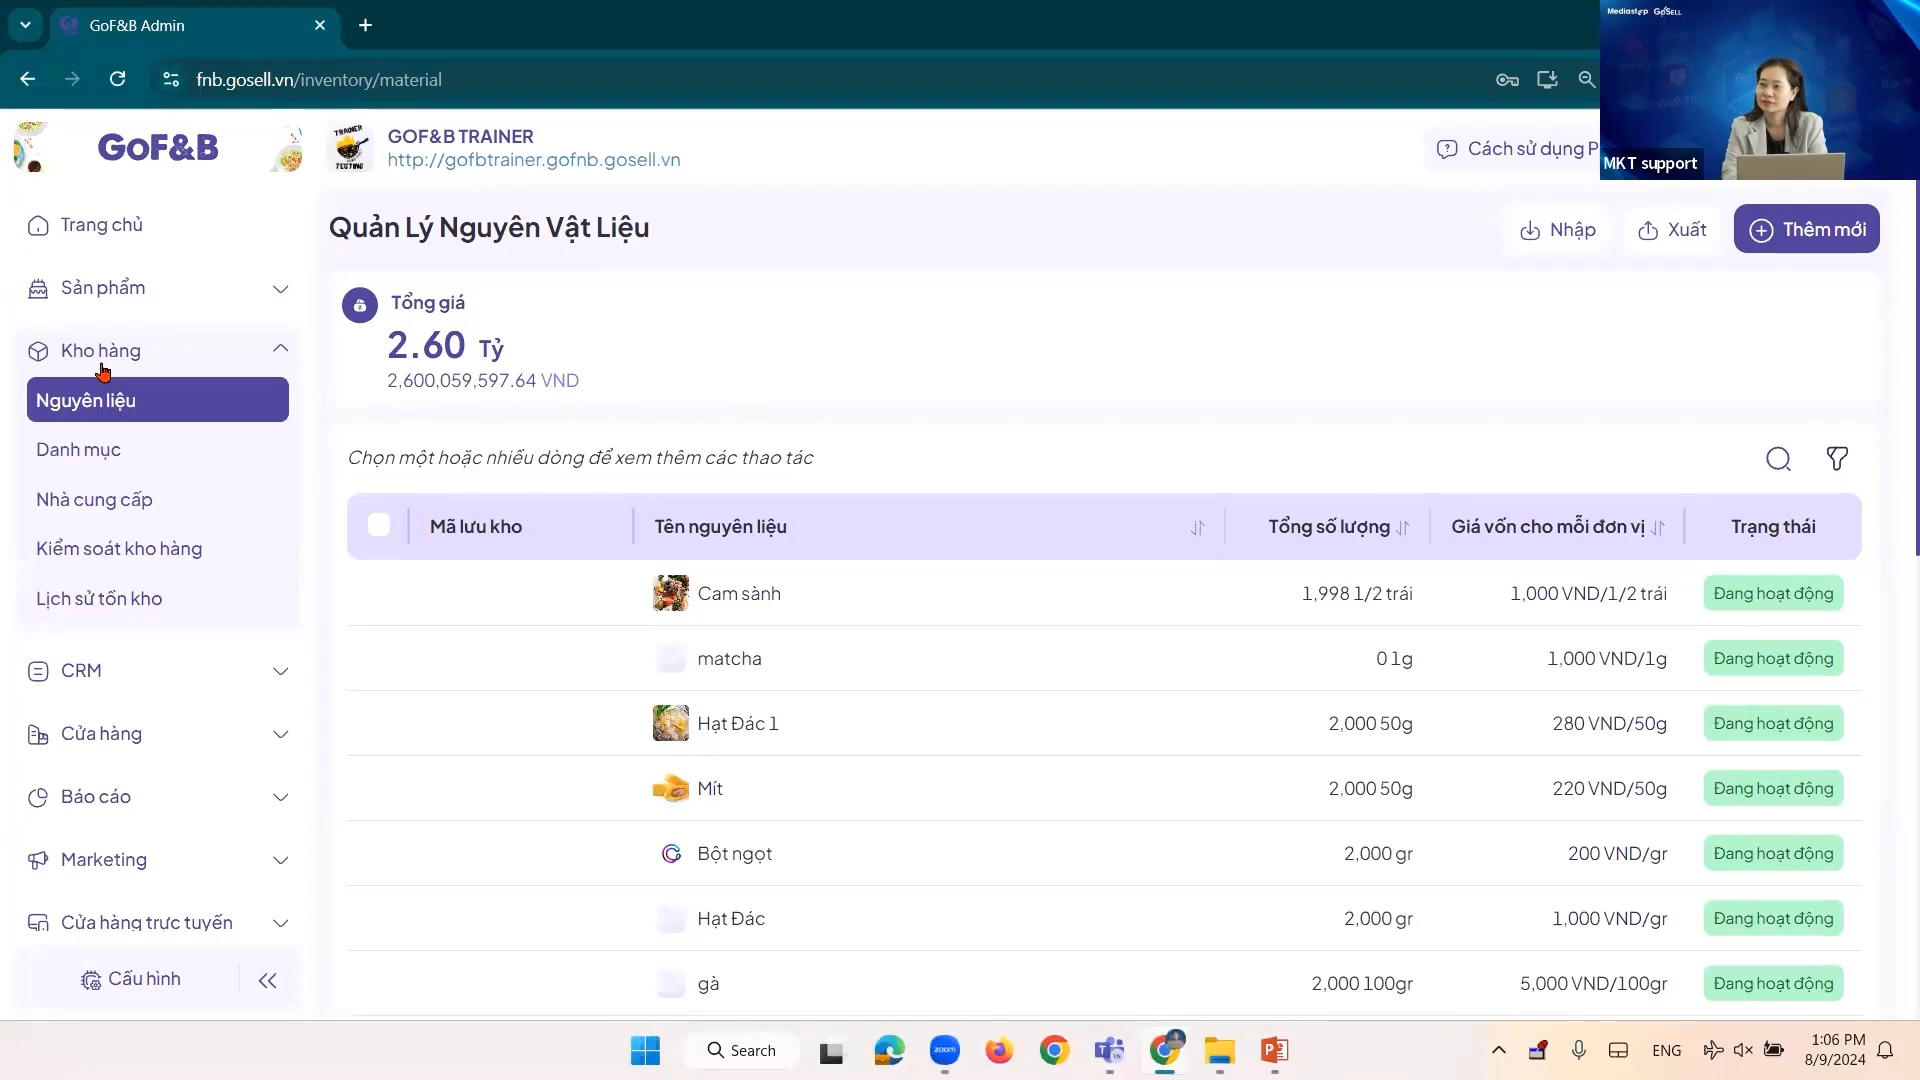 GoF&B Admin
fnb.gosell.vn/inventory/material
Mediastep GoSELL
MKT support
GoF&B
TRAINER
TESTING
GOF&B TRAINER
http://gofbtrainer.gofnb.gosell.vn
Cách sử dụng P
Trang chủ
Sản phẩm
Kho hàng
Nguyên liệu
Danh mục
Nhà cung cấp
Kiểm soát kho hàng
Lịch sử tồn kho
CRM
Cửa hàng
Báo cáo
Marketing
Cửa hàng trực tuyến
Cấu hình
Quản Lý Nguyên Vật Liệu
Nhập
Xuất
Thêm mới
Tổng giá
2.60 Tỷ
2,600,059,597.64 VND
Chọn một hoặc nhiều dòng để xem thêm các thao tác
Mã lưu kho Tên nguyên liệu Tổng số lượng Giá vốn cho mỗi đơn vị Trạng thái
Cam sành 1,998 1/2 trái 1,000 VND/1/2 trái Đang hoạt động
matcha 0 1g 1,000 VND/1g Đang hoạt động
Hạt Đác 1 2,000 50g 280 VND/50g Đang hoạt động
Mít 2,000 50g 220 VND/50g Đang hoạt động
Bột ngọt 2,000 gr 200 VND/gr Đang hoạt động
Hạt Đác 2,000 gr 1,000 VND/gr Đang hoạt động
gà 2,000 100gr 5,000 VND/100gr Đang hoạt động
Search
zoom
ENG
1:06 PM
8/9/2024